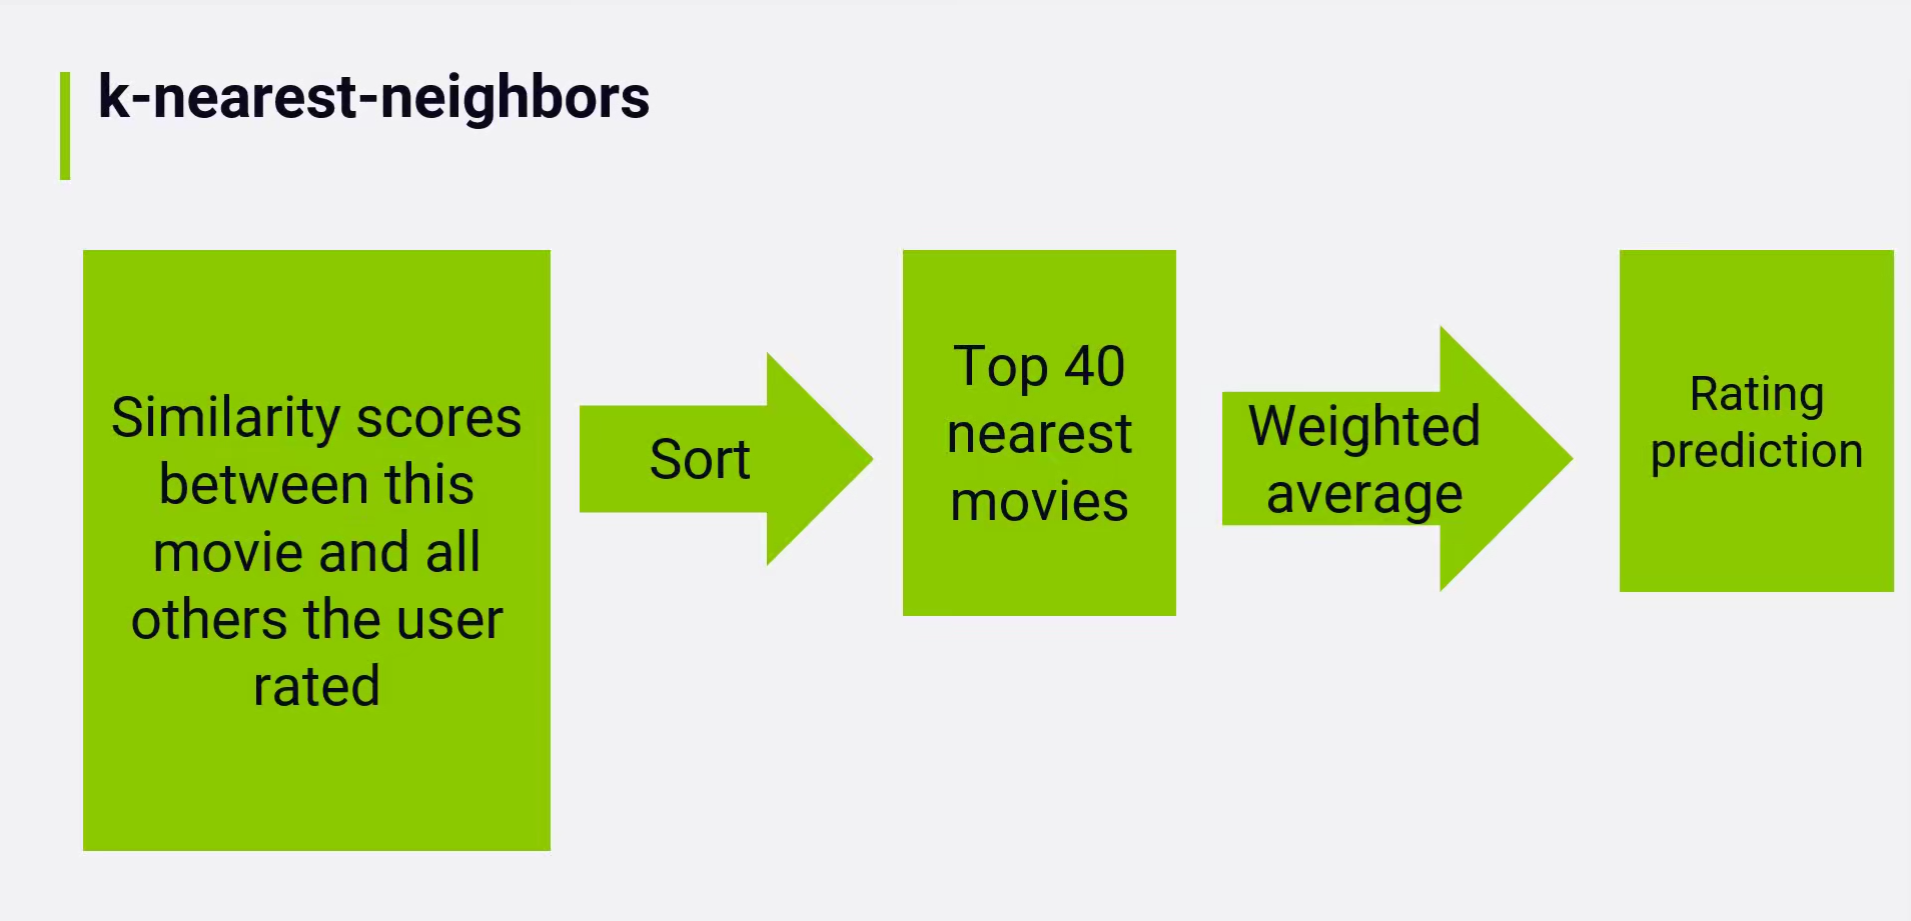 k-nearest-neighbors
Similarity scores
between this
movie and all
others the user
rated
Sort
Top 40
nearest
movies
Weighted
average
Rating
prediction